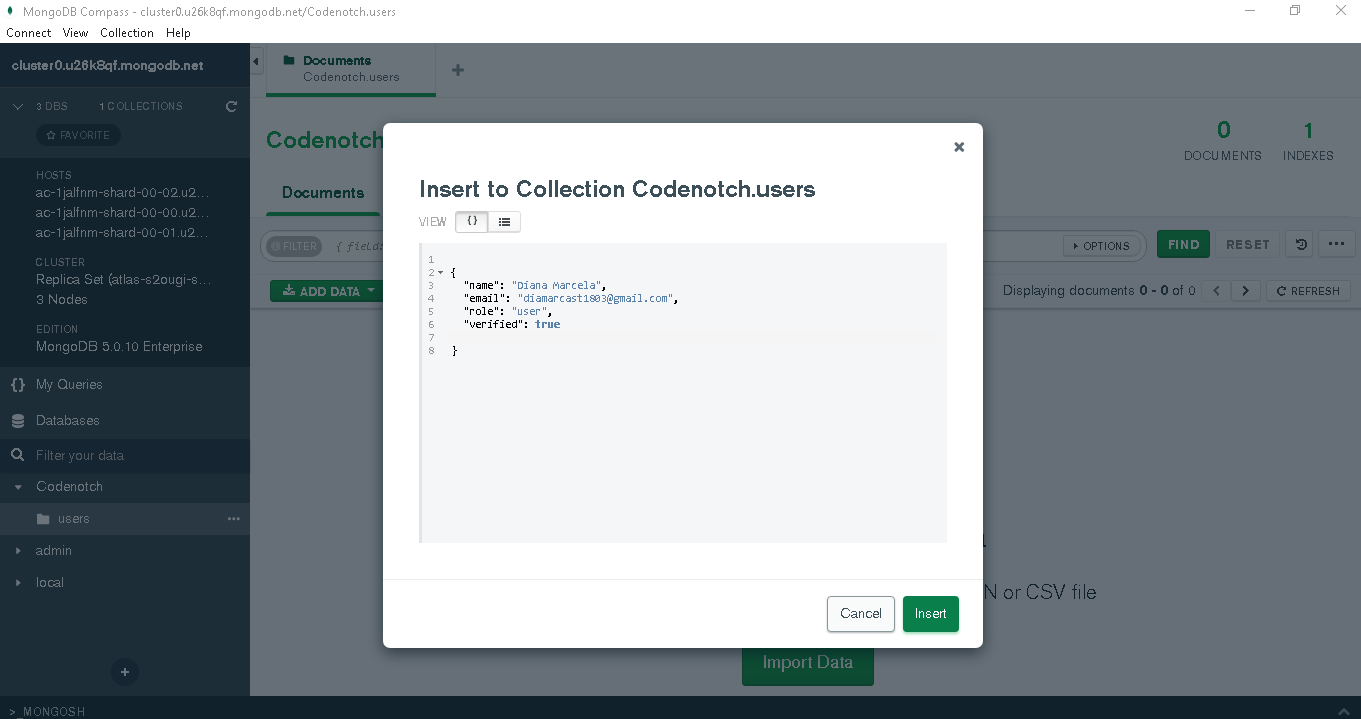 MongoDB Compass - cluster0.u26k8qf.mongodb.net/Codenotch.users
Connect View Collection Help
cluster0.u26k8qf.mongodb.net
3 DBS 1 COLLECTIONS
FAVORITE
HOSTS
ac-1jalfnm-shard-00-02.u2...
ac-1jalfnm-shard-00-00.u2...
ac-1jalfnm-shard-00-01.u2...
CLUSTER
Replica Set (atlas-s2ougi-s...
3 Nodes
EDITION
MongoDB 5.0.10 Enterprise
{} My Queries
Databases
Filter your data
Codenotch
users
admin
local
>_MONGOSH
Documents
Codenotch.users
Codenotch
0
DOCUMENTS
1
INDEXES
Documents
FILTER { field:
OPTIONS
FIND
RESET
ADD DATA
Displaying documents 0 - 0 of 0
REFRESH
Insert to Collection Codenotch.users
VIEW {}
1
2 {
3 "name": "Diana Marcela",
4 "email": "diamarcast1803@gmail.com",
5 "role": "user",
6 "verified": true
7
8 }
Cancel
Insert
N or CSV file
Import Data